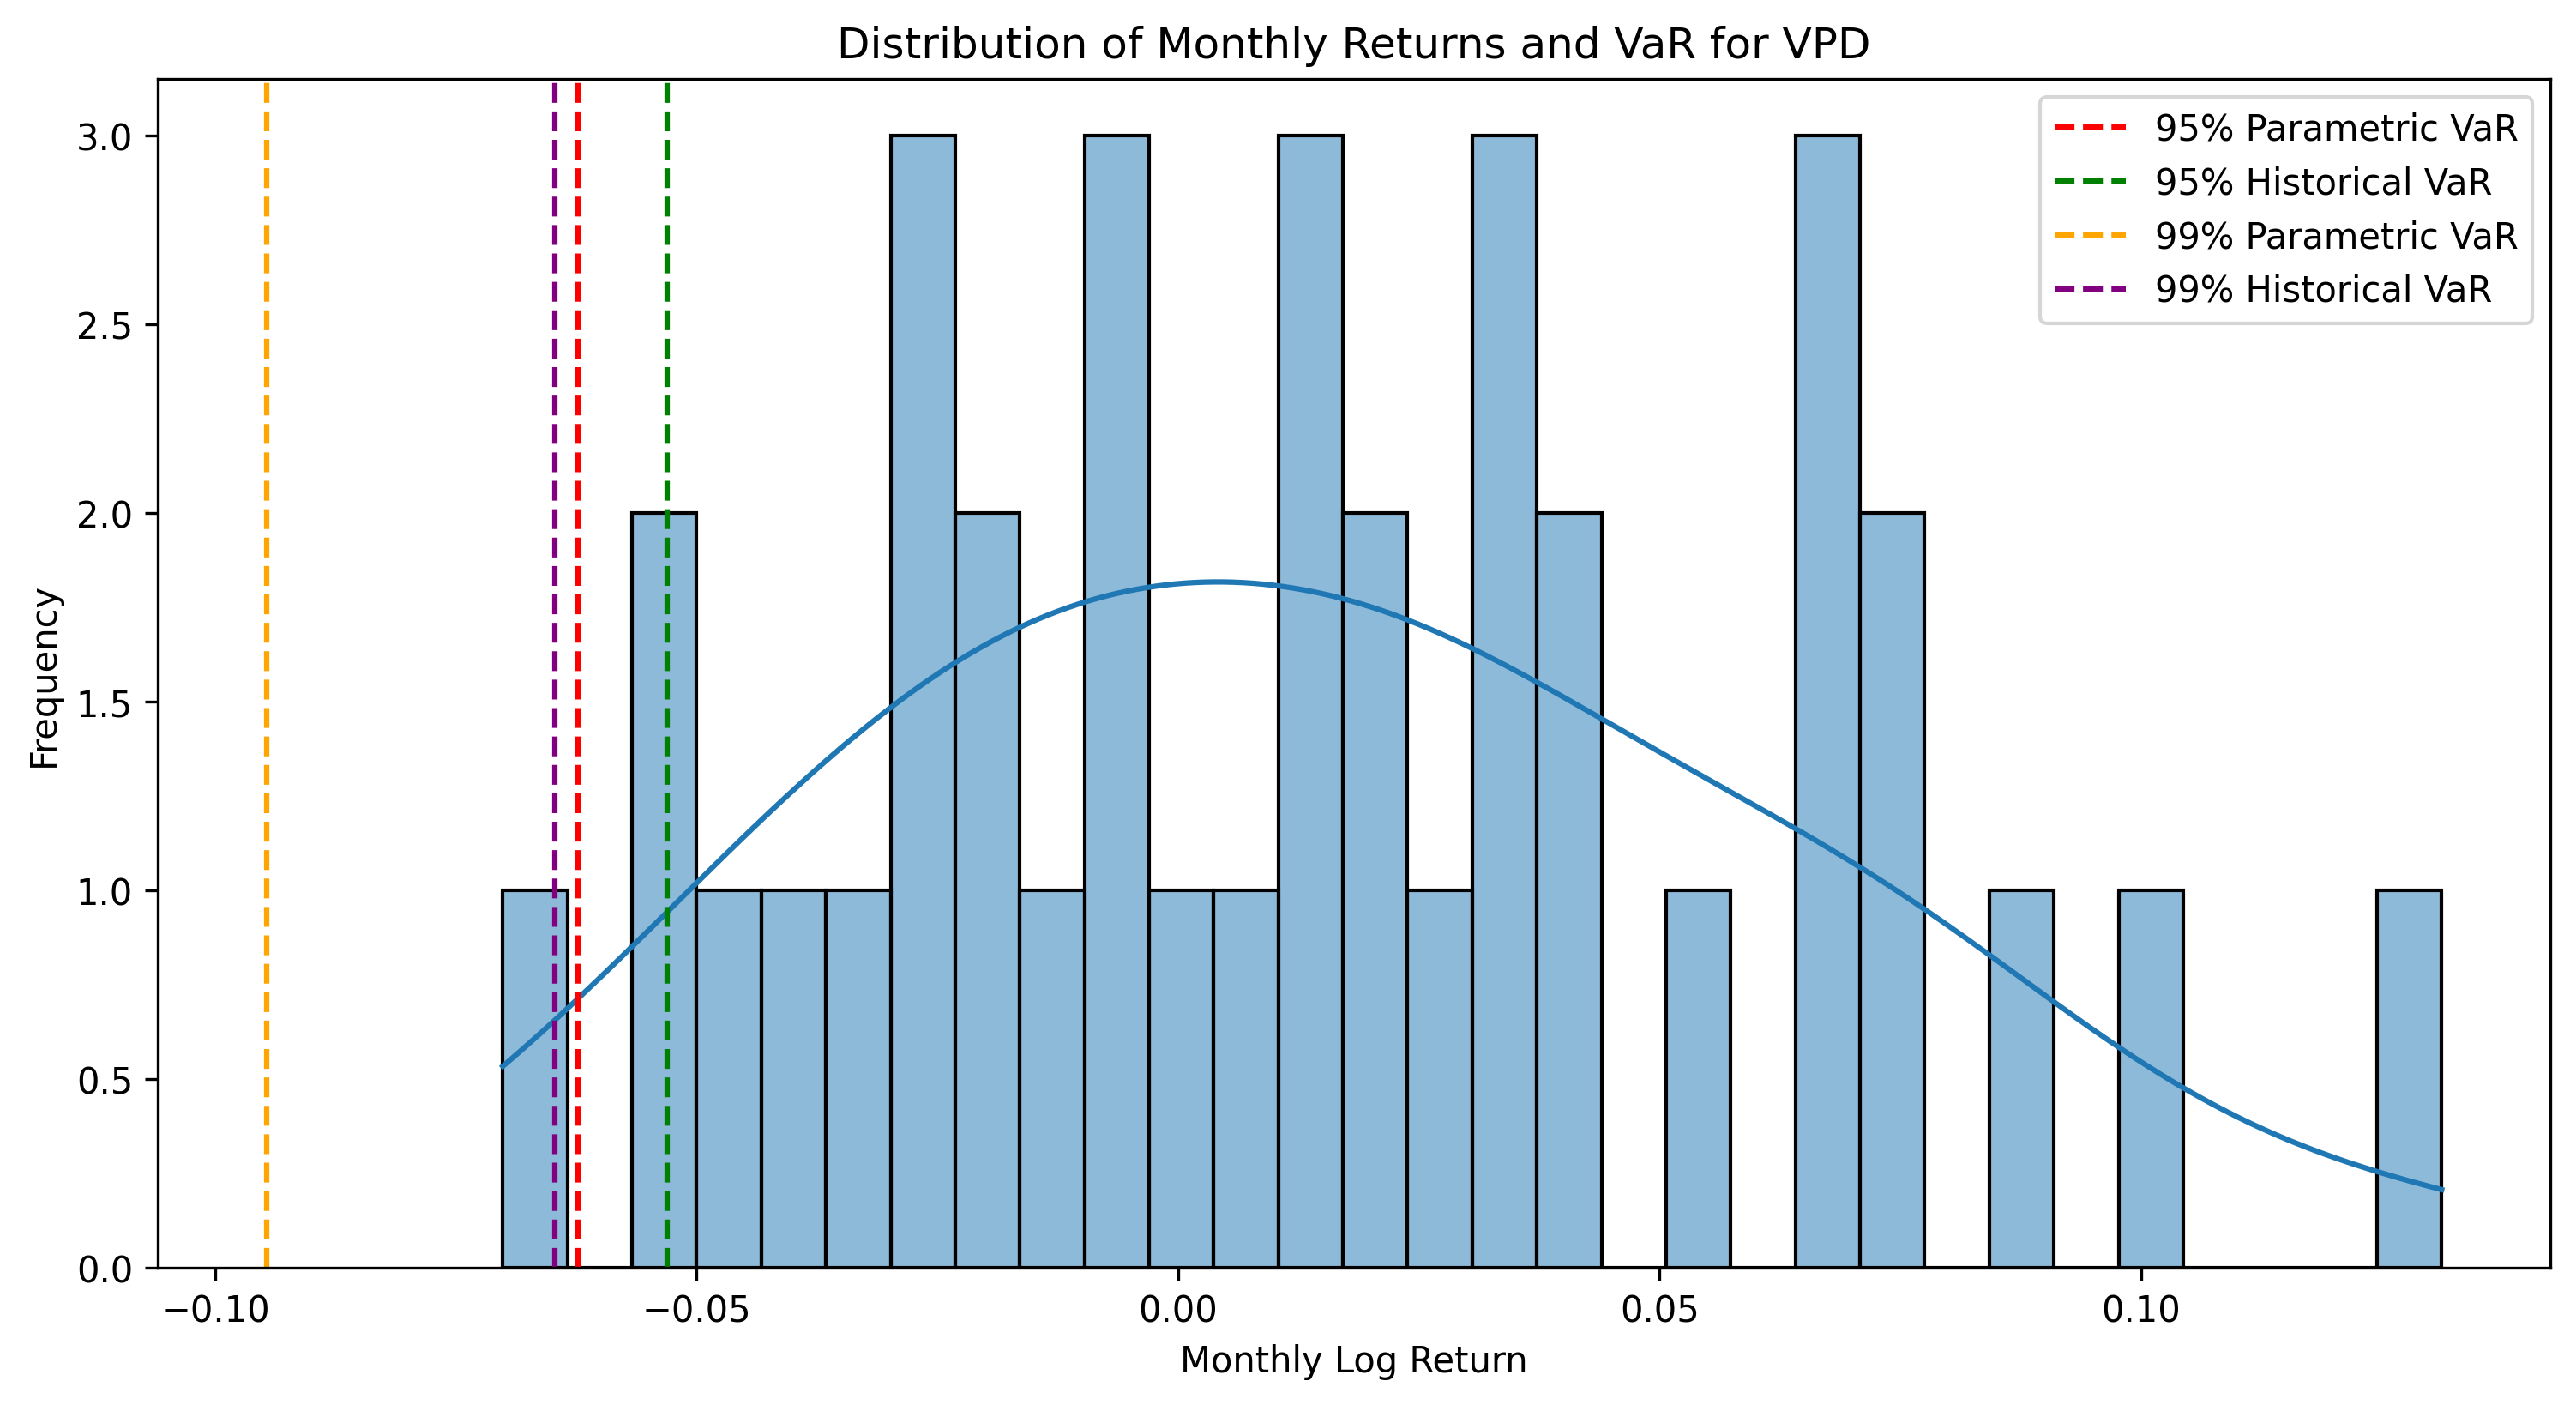 Distribution of Monthly Returns and VaR for VPD
95% Parametric VaR
95% Historical VaR
99% Parametric VaR
99% Historical VaR
Frequency
3.0
2.5
2.0
1.5
1.0
0.5
0.0
−0.10 −0.05 0.00 0.05 0.10
Monthly Log Return